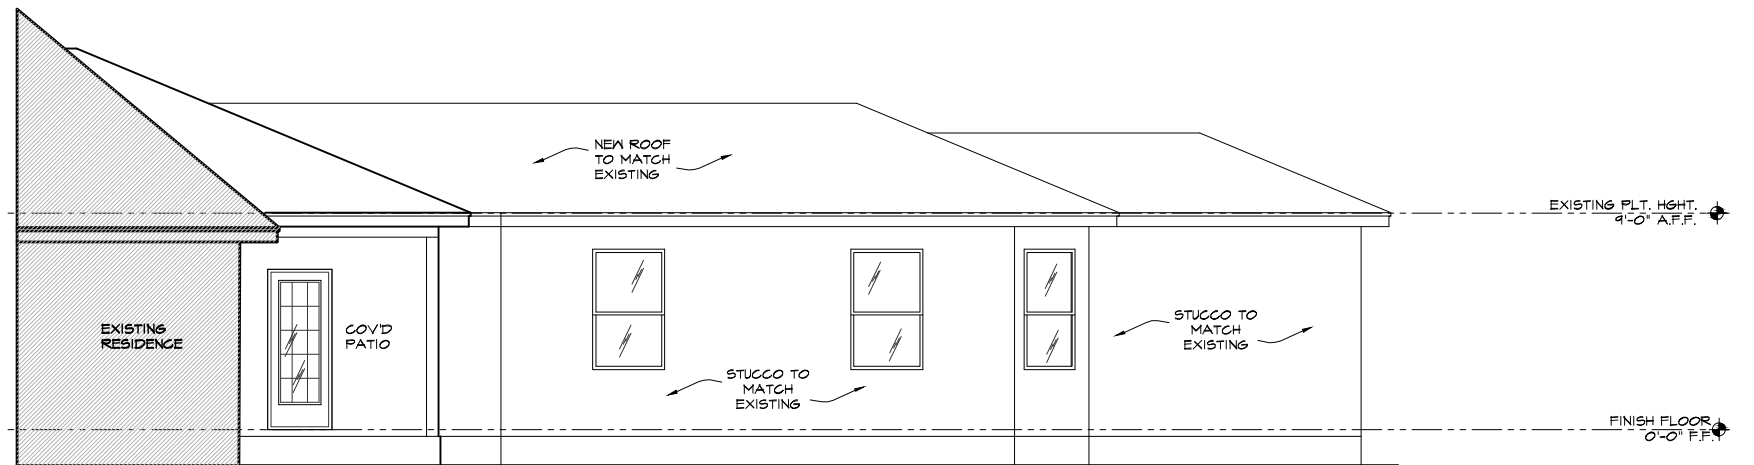 NEW ROOF
TO MATCH
EXISTING
EXISTING PLT. HGHT.
9'-0" A.F.F.
EXISTING
RESIDENCE
COV'D
PATIO
STUCCO TO
MATCH
EXISTING
STUCCO TO
MATCH
EXISTING
FINISH FLOOR
0'-0" F.F.